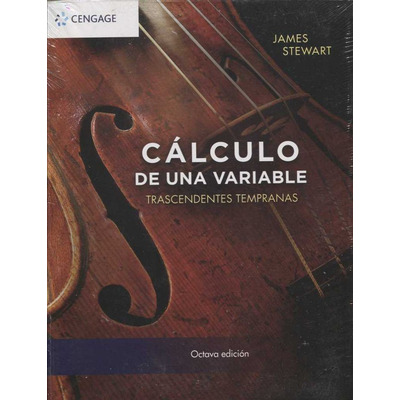 CENGAGE
JAMES
STEWART
CÁLCULO
DE UNA VARIABLE
TRASCENDENTES TEMPRANAS
Octava edición